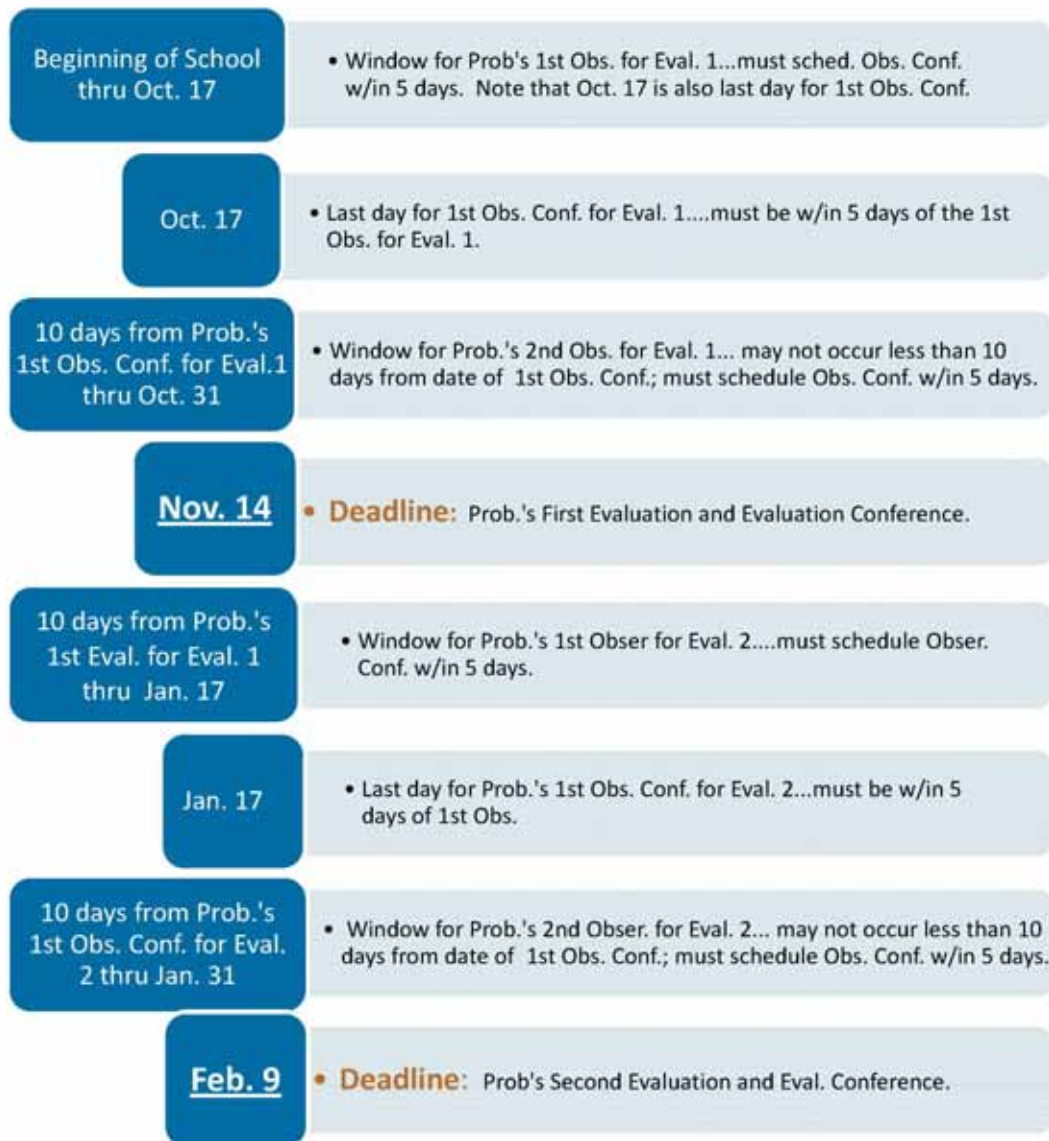 Beginning of School
thru Oct. 17
• Window for Prob's 1st Obs. for Eval. 1...must sched. Obs. Conf.
w/in 5 days. Note that Oct. 17 is also last day for 1st Obs. Conf.
Oct. 17
• Last day for 1st Obs. Conf. for Eval. 1....must be w/in 5 days of the 1st
Obs. for Eval. 1.
10 days from Prob.'s
1st Obs. Conf. for Eval.1
thru Oct. 31
• Window for Prob.'s 2nd Obs. for Eval. 1... may not occur less than 10
days from date of 1st Obs. Conf.; must schedule Obs. Conf. w/in 5 days.
Nov. 14
• Deadline: Prob.'s First Evaluation and Evaluation Conference.
10 days from Prob.'s
1st Eval. for Eval. 1
thru Jan. 17
• Window for Prob.'s 1st Obser for Eval. 2....must schedule Obser.
Conf. w/in 5 days.
Jan. 17
• Last day for Prob.'s 1st Obs. Conf. for Eval. 2...must be w/in 5
days of 1st Obs.
10 days from Prob.'s
1st Obs. Conf. for Eval.
2 thru Jan. 31
• Window for Prob.'s 2nd Obser. for Eval. 2... may not occur less than 10
days from date of 1st Obs. Conf.; must schedule Obs. Conf. w/in 5 days.
Feb. 9
• Deadline: Prob's Second Evaluation and Eval. Conference.